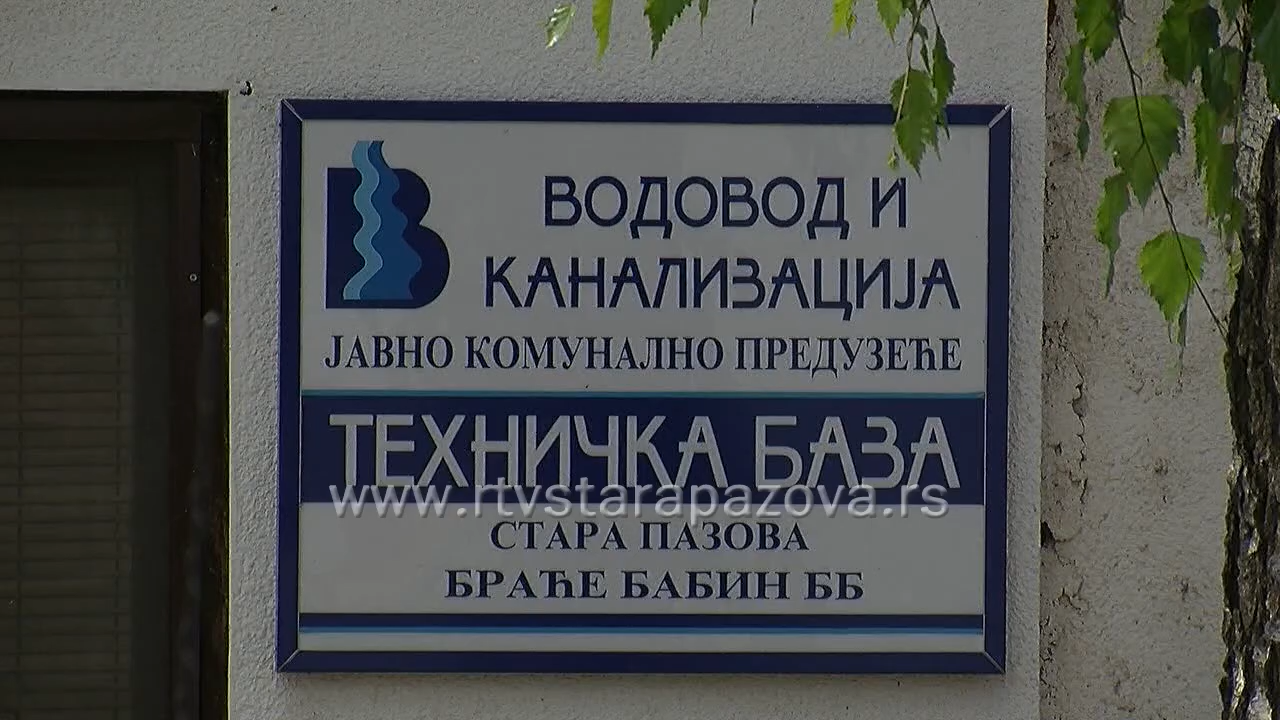 ВОДОВОД И
КАНАЛИЗАЦИЈА
ЈАВНО КОМУНАЛНО ПРЕДУЗЕЋЕ
ТЕХНИЧКА БАЗА
www.rtvstarapazova.rs
СТАРА ПАЗОВА
БРАЋЕ БАБИН ББ